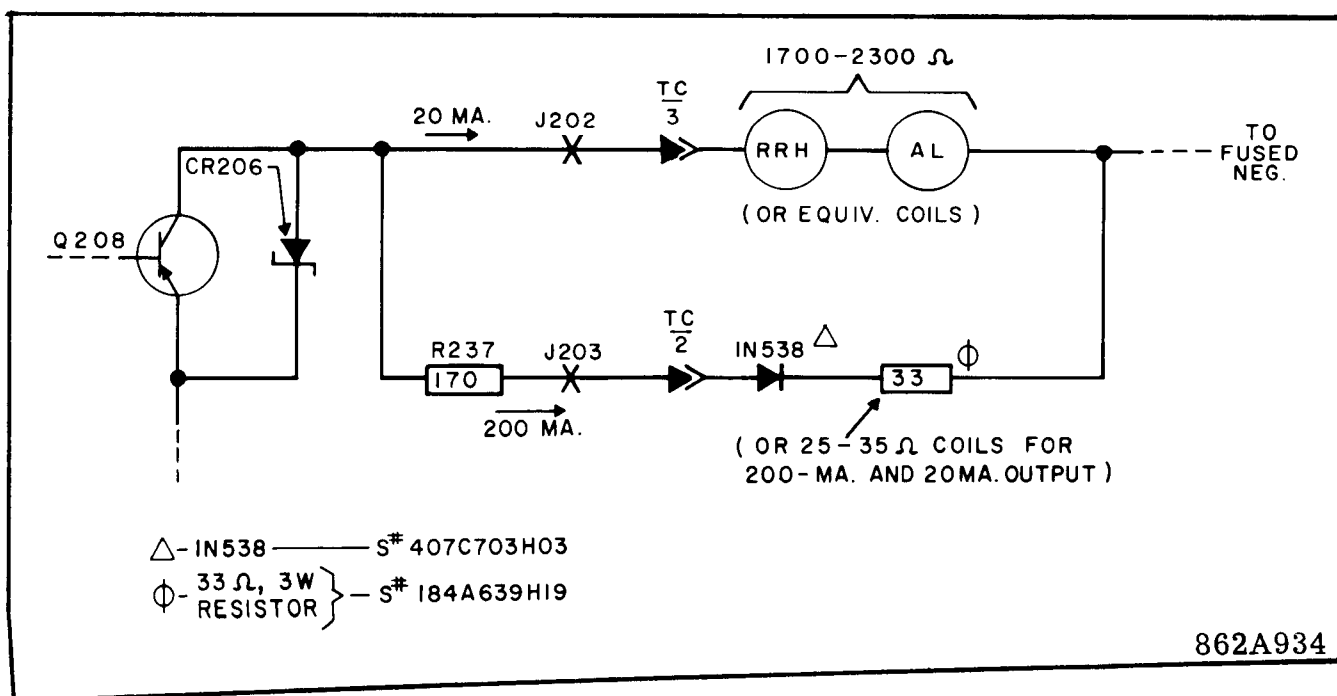 1700-2300 Ω
20 MA.
J202
TC
3
RRH
AL
TO
FUSED
NEG.
CR206
(OR EQUIV. COILS)
Q208
TC
2
IN538 △
R237
J203
170
33
ϕ
200 MA.
(OR 25-35 Ω COILS FOR
200-MA. AND 20MA. OUTPUT)
△-IN538 —— S# 407C703H03
ϕ- 33 Ω, 3W
RESISTOR } — S# 184A639H19
862A934